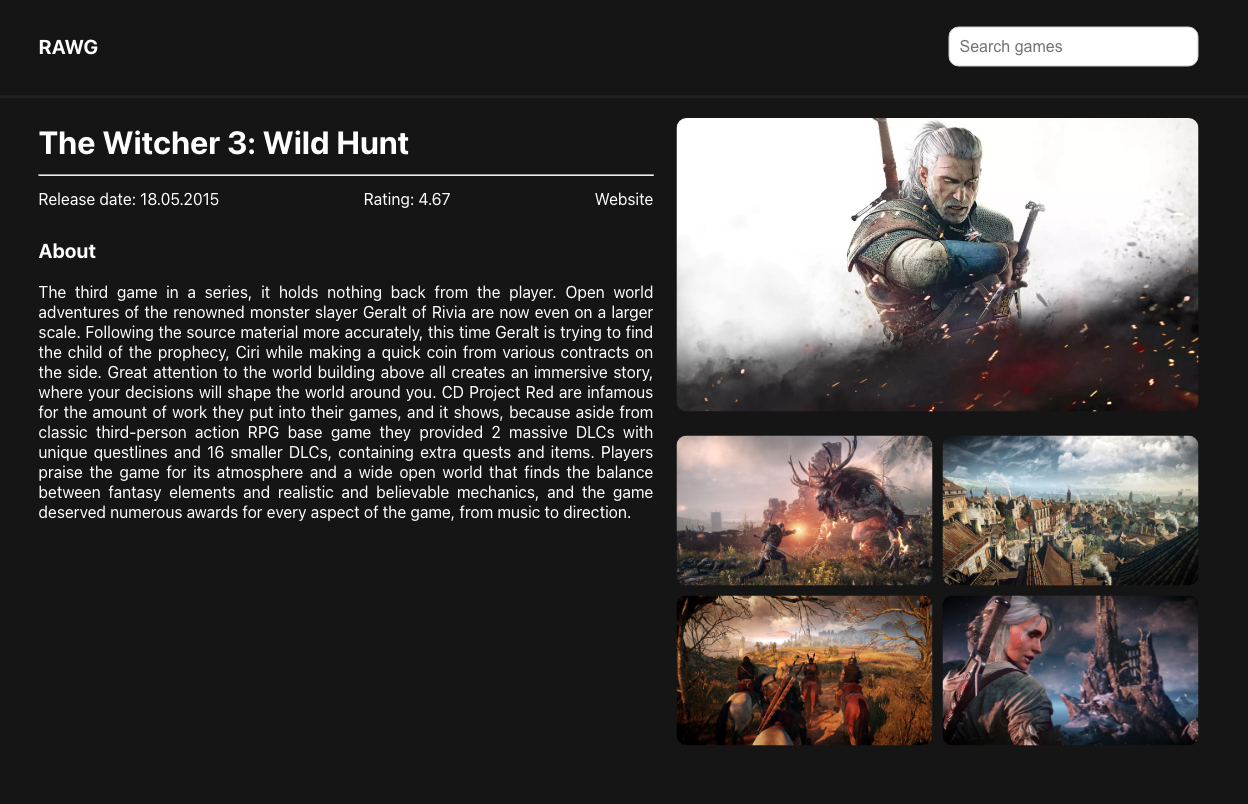 RAWG
Search games
The Witcher 3: Wild Hunt
Release date: 18.05.2015
Rating: 4.67
Website
About
The third game in a series, it holds nothing back from the player. Open world
adventures of the renowned monster slayer Geralt of Rivia are now even on a larger
scale. Following the source material more accurately, this time Geralt is trying to find
the child of the prophecy, Ciri while making a quick coin from various contracts on
the side. Great attention to the world building above all creates an immersive story,
where your decisions will shape the world around you. CD Project Red are infamous
for the amount of work they put into their games, and it shows, because aside from
classic third-person action RPG base game they provided 2 massive DLCs with
unique questlines and 16 smaller DLCs, containing extra quests and items. Players
praise the game for its atmosphere and a wide open world that finds the balance
between fantasy elements and realistic and believable mechanics, and the game
deserved numerous awards for every aspect of the game, from music to direction.